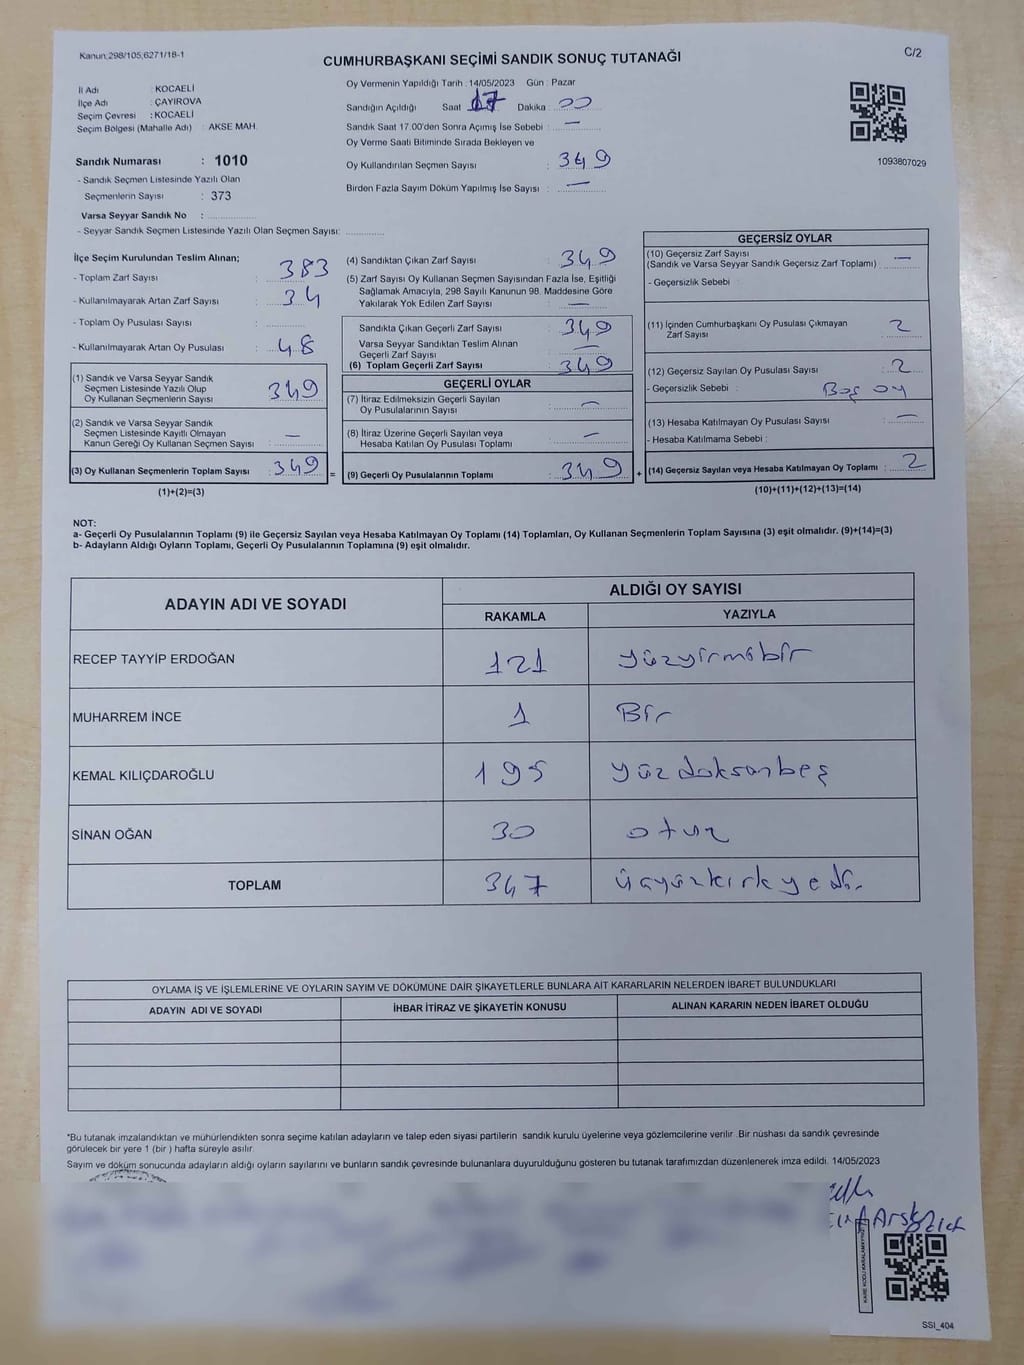 Kanun:298/105,6271/18-1
C/2
CUMHURBAŞKANI SEÇİMİ SANDIK SONUÇ TUTANAĞI
İl Adı : KOCAELİ
İlçe Adı : ÇAYIROVA
Seçim Çevresi : KOCAELİ
Seçim Bölgesi (Mahalle Adı) : AKSE MAH.
Sandık Numarası : 1010
- Sandık Seçmen Listesinde Yazılı Olan
Seçmenlerin Sayısı : 373
Varsa Seyyar Sandık No :
- Seyyar Sandık Seçmen Listesinde Yazılı Olan Seçmen Sayısı:
Oy Vermenin Yapıldığı Tarih : 14/05/2023 Gün : Pazar
Sandığın Açıldığı Saat 17 Dakika : 00
Sandık Saat 17.00'den Sonra Açımış İse Sebebi : —
Oy Verme Saati Bitiminde Sırada Bekleyen ve
Oy Kullandırılan Seçmen Sayısı : 349
Birden Fazla Sayım Döküm Yapılmış İse Sayısı : —
1093807029
İlçe Seçim Kurulundan Teslim Alınan;
- Toplam Zarf Sayısı : 383
- Kullanılmayarak Artan Zarf Sayısı : 34
- Toplam Oy Pusulası Sayısı :
- Kullanılmayarak Artan Oy Pusulası : 48
(1) Sandık ve Varsa Seyyar Sandık
Seçmen Listesinde Yazılı Olup
Oy Kullanan Seçmenlerin Sayısı 349
(2) Sandık ve Varsa Seyyar Sandık
Seçmen Listesinde Kayıtlı Olmayan
Kanun Gereği Oy Kullanan Seçmen Sayısı : —
(3) Oy Kullanan Seçmenlerin Toplam Sayısı : 349 =
(1)+(2)=(3)
(4) Sandıktan Çıkan Zarf Sayısı : 349
(5) Zarf Sayısı Oy Kullanan Seçmen Sayısından Fazla İse, Eşitliği
Sağlamak Amacıyla, 298 Sayılı Kanunun 98. Maddesine Göre
Yakılarak Yok Edilen Zarf Sayısı : —
Sandıkta Çıkan Geçerli Zarf Sayısı : 349
Varsa Seyyar Sandıktan Teslim Alınan
Geçerli Zarf Sayısı : —
(6) Toplam Geçerli Zarf Sayısı : 349
GEÇERLİ OYLAR
(7) İtiraz Edilmeksizin Geçerli Sayılan
Oy Pusulalarının Sayısı : —
(8) İtiraz Üzerine Geçerli Sayılan veya
Hesaba Katılan Oy Pusulası Toplamı : —
(9) Geçerli Oy Pusulalarının Toplamı : 349 +
GEÇERSİZ OYLAR
(10) Geçersiz Zarf Sayısı
(Sandık ve Varsa Seyyar Sandık Geçersiz Zarf Toplamı) : —
- Geçersizlik Sebebi :
(11) İçinden Cumhurbaşkanı Oy Pusulası Çıkmayan
Zarf Sayısı : 2
(12) Geçersiz Sayılan Oy Pusulası Sayısı : 2
- Geçersizlik Sebebi : Boş oy
(13) Hesaba Katılmayan Oy Pusulası Sayısı : —
- Hesaba Katılmama Sebebi :
(14) Geçersiz Sayılan veya Hesaba Katılmayan Oy Toplamı : 2
(10)+(11)+(12)+(13)=(14)
NOT:
a- Geçerli Oy Pusulalarının Toplamı (9) ile Geçersiz Sayılan veya Hesaba Katılmayan Oy Toplamı (14) Toplamları, Oy Kullanan Seçmenlerin Toplam Sayısına (3) eşit olmalıdır. (9)+(14)=(3)
b- Adayların Aldığı Oyların Toplamı, Geçerli Oy Pusulalarının Toplamına (9) eşit olmalıdır.
ADAYIN ADI VE SOYADI
ALDIĞI OY SAYISI
RAKAMLA YAZIYLA
RECEP TAYYİP ERDOĞAN 121 yüzyirmibir
MUHARREM İNCE 1 Bir
KEMAL KILIÇDAROĞLU 195 yüzdoksanbeş
SİNAN OĞAN 30 otuz
TOPLAM 347 üçyüzkırkyedi.
OYLAMA İŞ VE İŞLEMLERİNE VE OYLARIN SAYIM VE DÖKÜMÜNE DAİR ŞİKAYETLERLE BUNLARA AİT KARARLARIN NELERDEN İBARET BULUNDUKLARI
ADAYIN ADI VE SOYADI İHBAR İTİRAZ VE ŞİKAYETİN KONUSU ALINAN KARARIN NEDEN İBARET OLDUĞU
*Bu tutanak imzalandıktan ve mühürlendikten sonra seçime katılan adayların ve talep eden siyasi partilerin sandık kurulu üyelerine veya gözlemcilerine verilir .Bir nüshası da sandık çevresinde
görülecek bir yere 1 (bir ) hafta süreyle asılır.
Sayım ve döküm sonucunda adayların aldığı oyların sayılarını ve bunların sandık çevresinde bulunanlara duyurulduğunu gösteren bu tutanak tarafımızdan düzenlenerek imza edildi. 14/05/2023
SSI_404